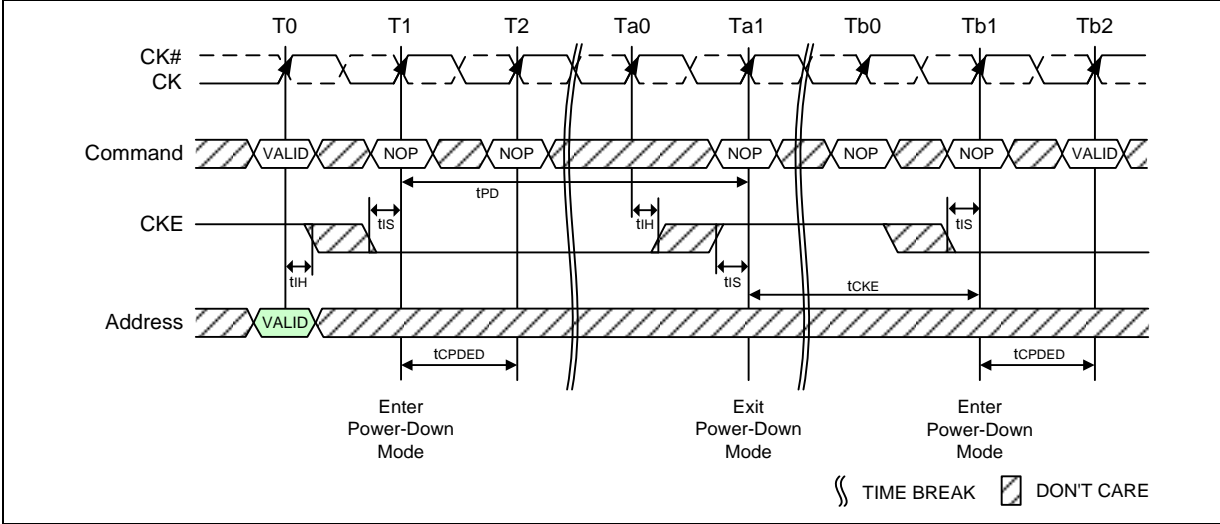 T0 T1 T2 Ta0 Ta1 Tb0 Tb1 Tb2
CK#
CK
Command VALID NOP NOP NOP NOP NOP VALID
tPD
tIS tIH tIS
CKE
tIH tIS
tCKE
Address VALID
tCPDED tCPDED
Enter
Power-Down
Mode
Exit
Power-Down
Mode
Enter
Power-Down
Mode
TIME BREAK DON'T CARE